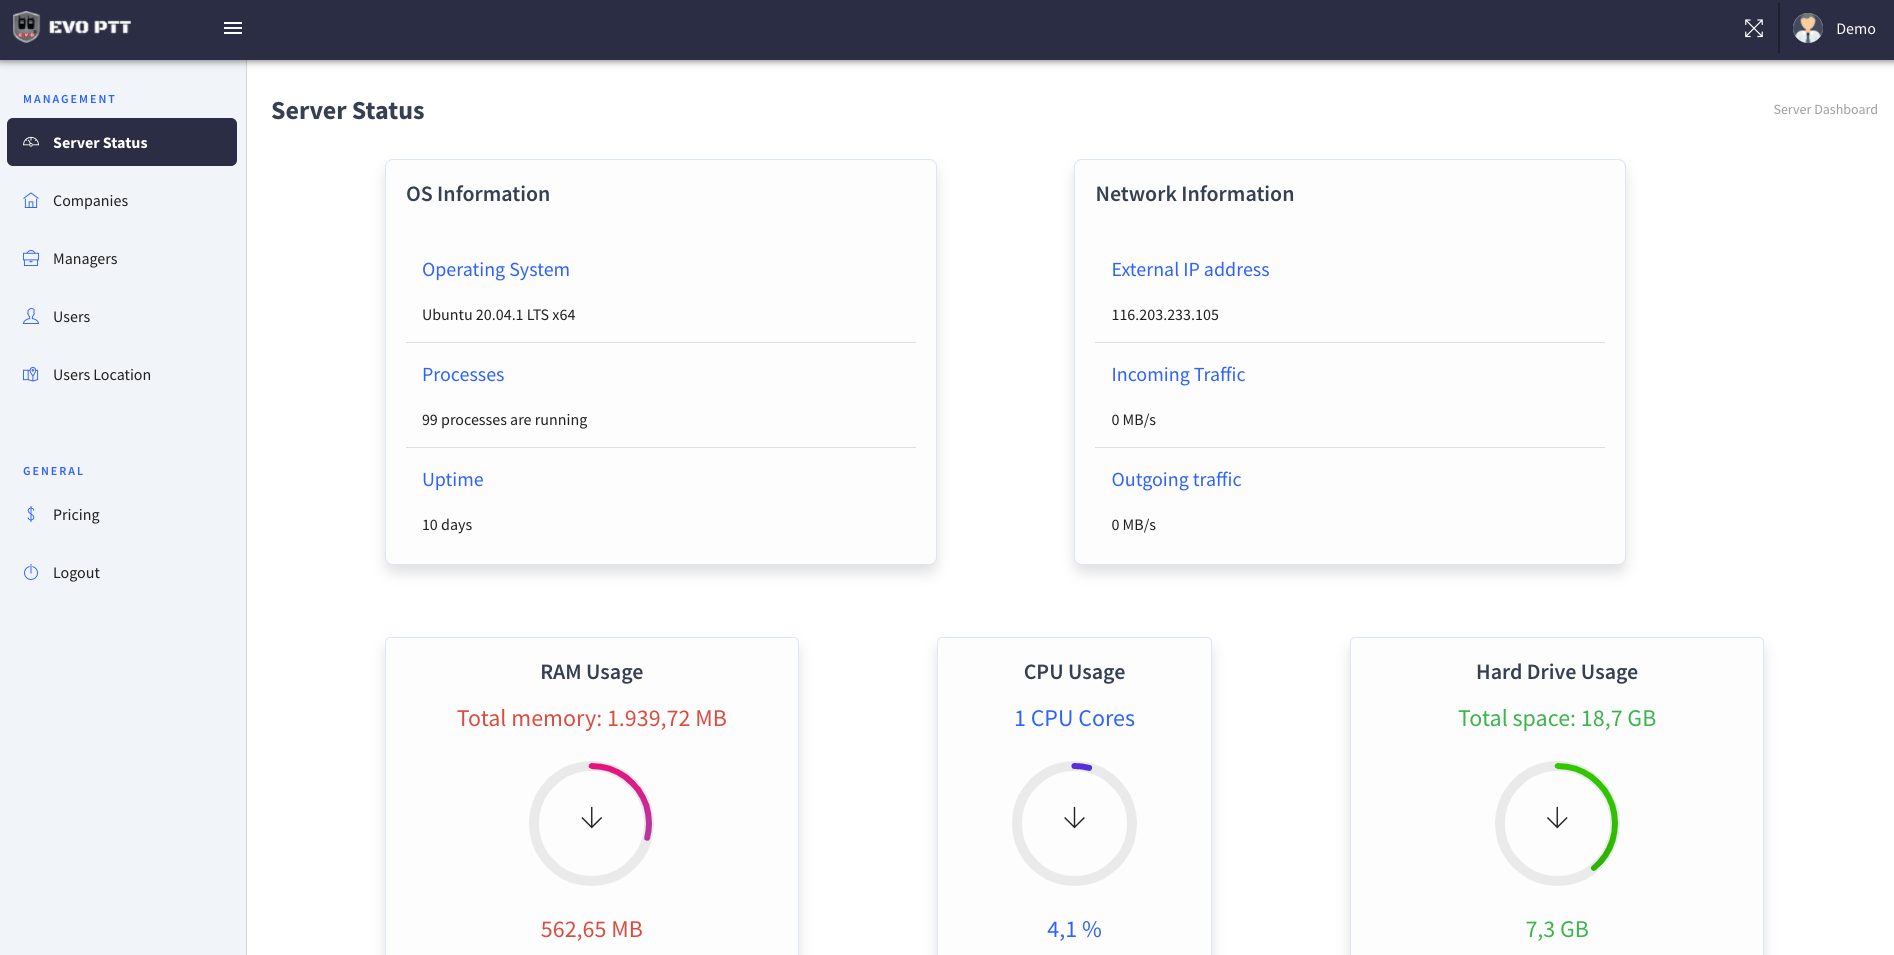 EVO PTT
Demo
MANAGEMENT
Server Status
Companies
Managers
Users
Users Location
GENERAL
Pricing
Logout
Server Status
Server Dashboard
OS Information
Operating System
Ubuntu 20.04.1 LTS x64
Processes
99 processes are running
Uptime
10 days
Network Information
External IP address
116.203.233.105
Incoming Traffic
0 MB/s
Outgoing traffic
0 MB/s
RAM Usage
Total memory: 1.939,72 MB
562,65 MB
CPU Usage
1 CPU Cores
4,1 %
Hard Drive Usage
Total space: 18,7 GB
7,3 GB